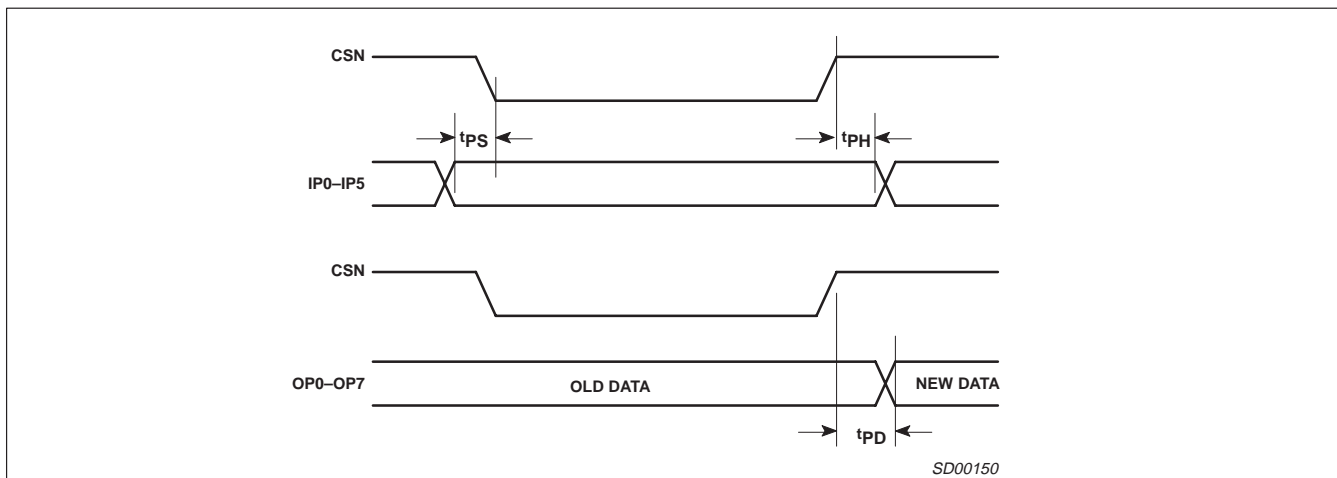 CSN
tPS
tPH
IP0–IP5
CSN
OP0–OP7
OLD DATA
NEW DATA
tPD
SD00150